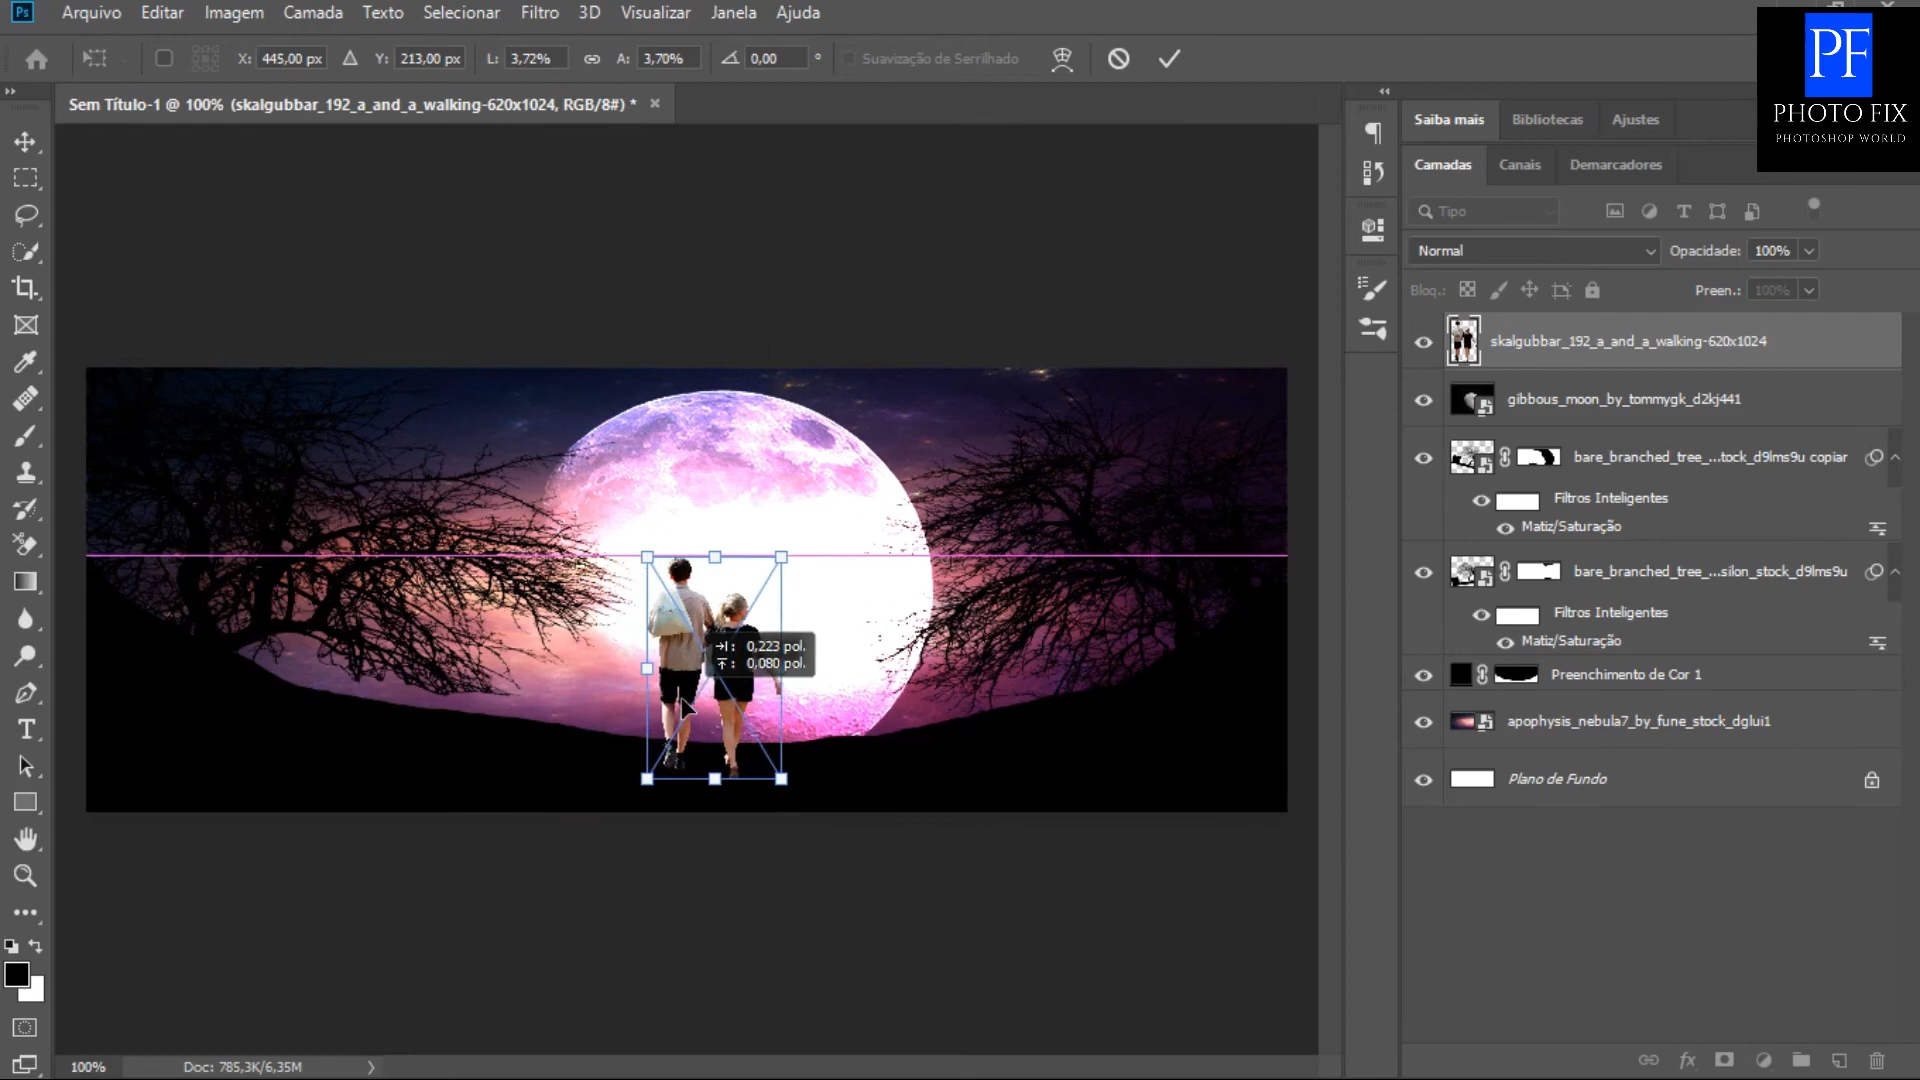 Ps Arquivo Editar Imagem Camada Texto Selecionar Filtro 3D Visualizar Janela Ajuda
X: 445,00 px Y: 213,00 px L: 3,72% A: 3,70% 0,00 ° Suavização de Serrilhado
PF
PHOTO FIX
PHOTOSHOP WORLD
Sem Título-1 @ 100% (skalgubbar_192_a_and_a_walking-620x1024, RGB/8#) *
Saiba mais Bibliotecas Ajustes
Camadas Canais Demarcadores
Tipo
Normal Opacidade: 100%
Bloq.: Preen.: 100%
skalgubbar_192_a_and_a_walking-620x1024
gibbous_moon_by_tommygk_d2kj441
bare_branched_tree_...tock_d9lms9u copiar
Filtros Inteligentes
Matiz/Saturação
bare_branched_tree_...silon_stock_d9lms9u
Filtros Inteligentes
Matiz/Saturação
Preenchimento de Cor 1
apophysis_nebula7_by_fune_stock_dglui1
Plano de Fundo
: 0,223 pol.
: 0,080 pol.
100% Doc: 785,3K/6,35M
fx